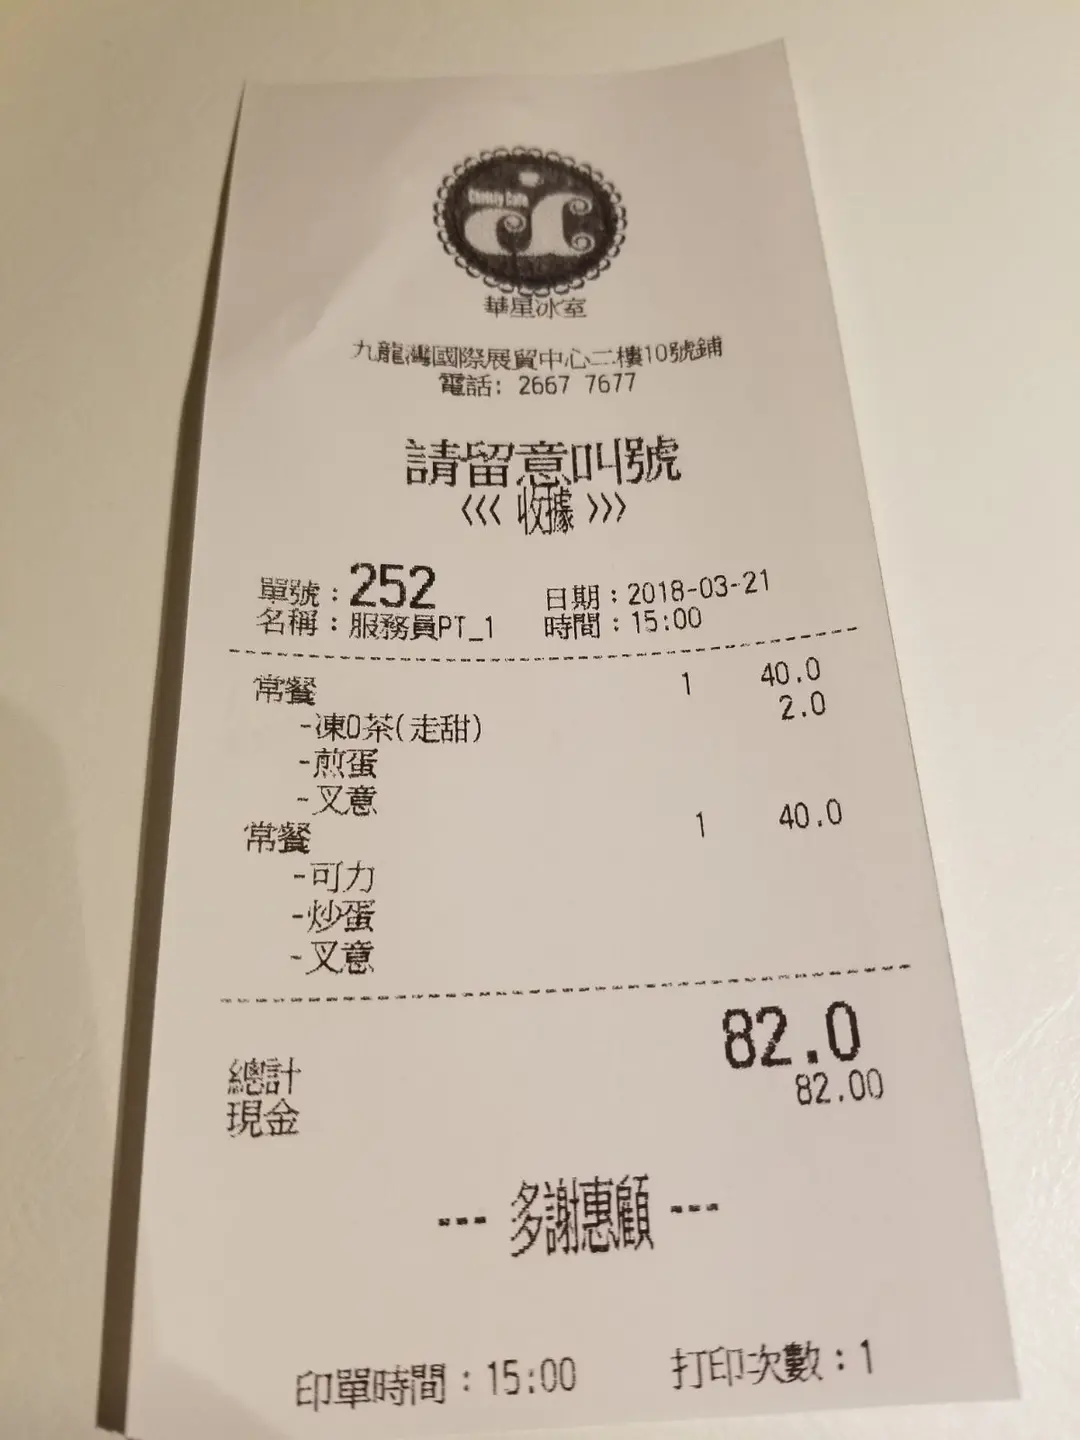 Chassly Cafe
華星冰室
九龍灣國際展貿中心二樓10號鋪
電話: 2667 7677
請留意叫號
<<< 收據 >>>
單號:252 日期:2018-03-21
名稱:服務員PT_1 時間:15:00
常餐 1 40.0
-凍0茶(走甜) 2.0
-煎蛋
-叉意
常餐 1 40.0
-可力
-炒蛋
-叉意
總計 82.0
現金 82.00
--- 多謝惠顧 ---
印單時間:15:00 打印次數:1